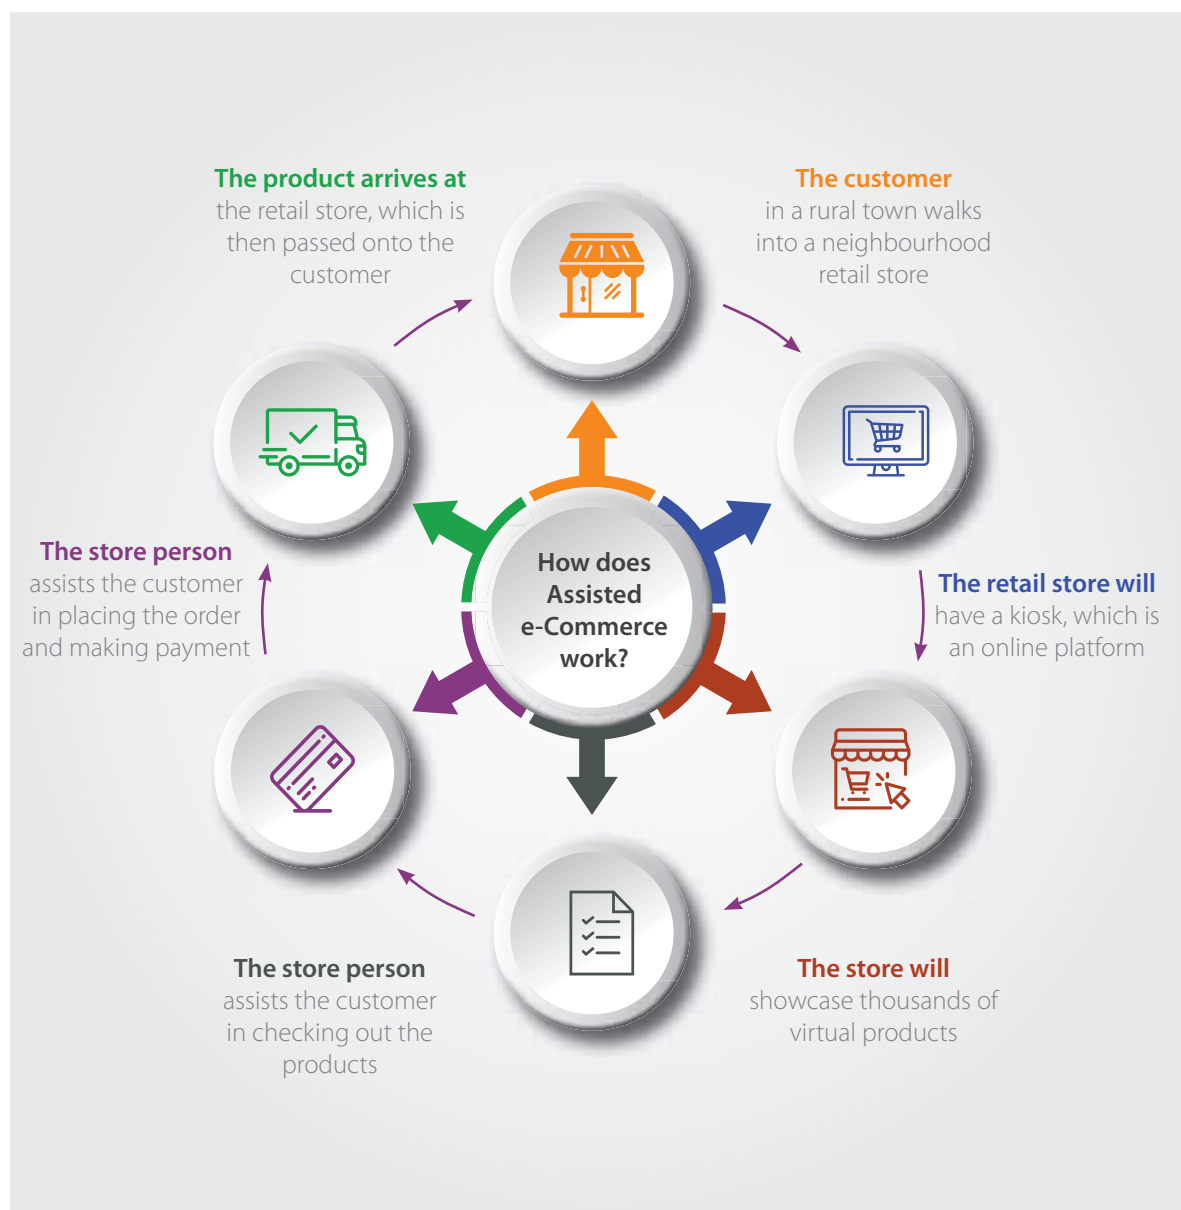 How does
Assisted
e-Commerce
work?
The customer
in a rural town walks
into a neighbourhood
retail store
The retail store will
have a kiosk, which is
an online platform
The store will
showcase thousands of
virtual products
The store person
assists the customer
in checking out the
products
The store person
assists the customer
in placing the order
and making payment
The product arrives at
the retail store, which is
then passed onto the
customer